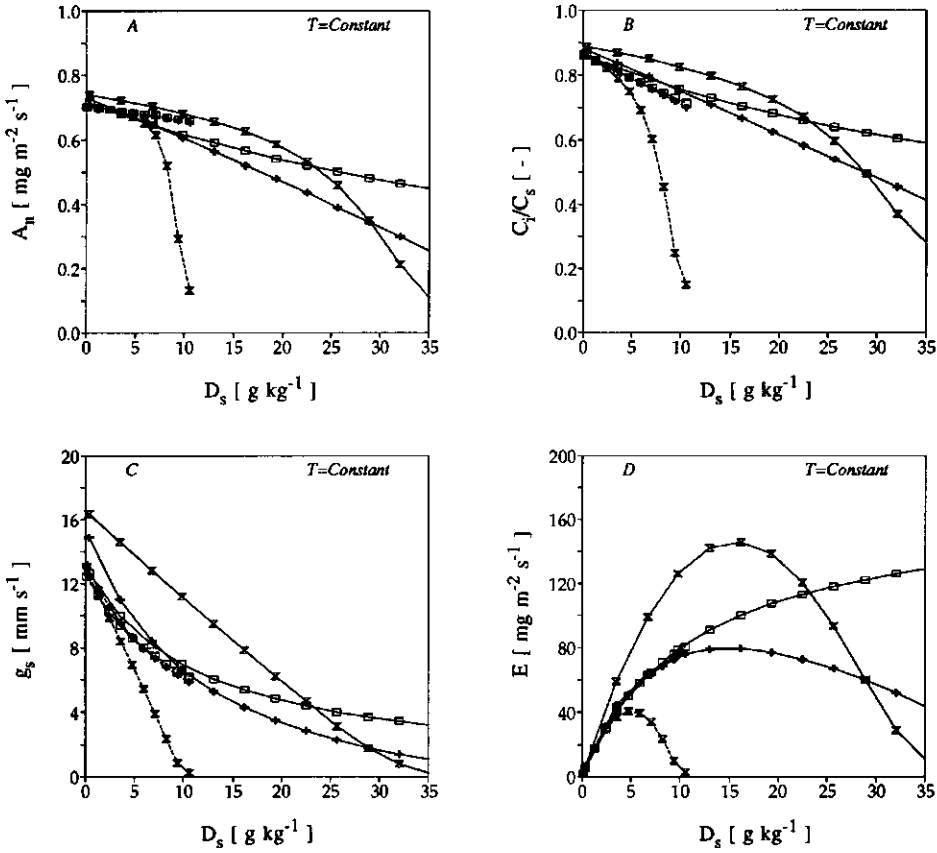 A T=Constant
1.0
0.8
0.6
0.4
0.2
0.0
A_n [ mg m^-2 s^-1 ]
0 5 10 15 20 25 30 35
D_s [ g kg^-1 ]
B T=Constant
1.0
0.8
0.6
0.4
0.2
0.0
C_i/C_s [ - ]
0 5 10 15 20 25 30 35
D_s [ g kg^-1 ]
C T=Constant
20
16
12
8
4
0
g_s [ mm s^-1 ]
0 5 10 15 20 25 30 35
D_s [ g kg^-1 ]
D T=Constant
200
160
120
80
40
0
E [ mg m^-2 s^-1 ]
0 5 10 15 20 25 30 35
D_s [ g kg^-1 ]